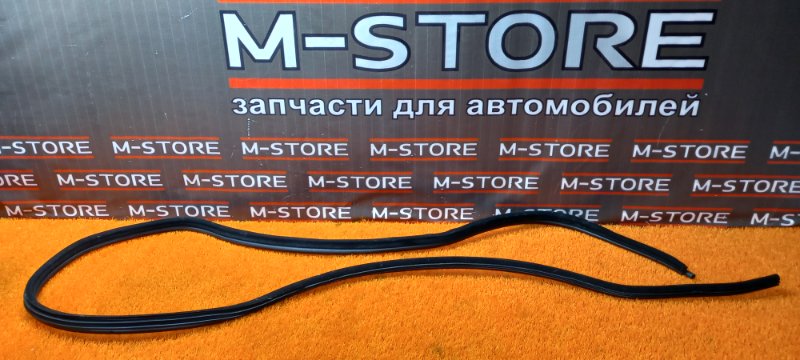 M-STORE
запчасти для автомобилей
M-STORE M-STORE M-STORE M-STORE M-STORE M-STORE M-
ORE M-STORE M-STORE M-STORE M-STORE M-STORE M-STORE
M-STORE M-STORE M-STORE M-STORE M-STORE M-STORE M-STORE